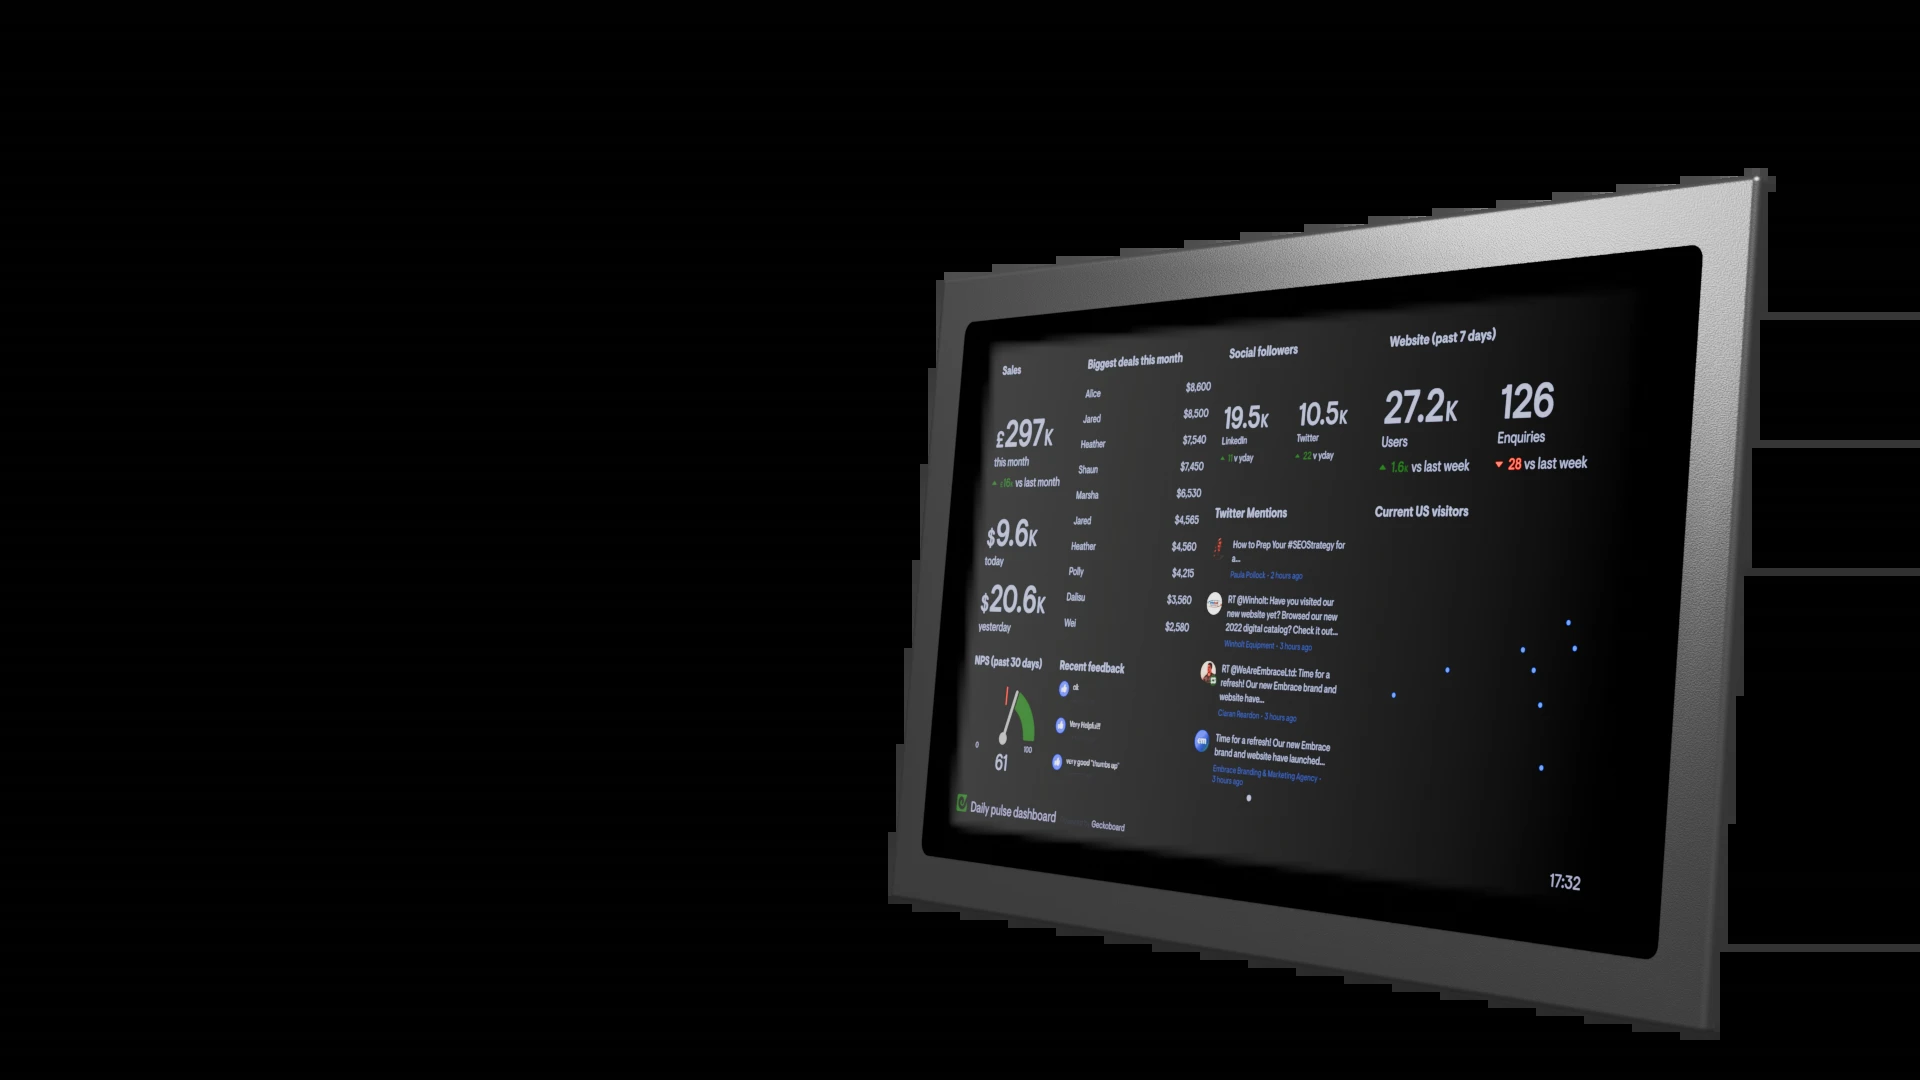 Sales
£297K
this month
vs last month
$9.6K
today
$20.6K
yesterday
Biggest deals this month
Alice $8,600
Jared $8,500
Heather $7,540
Shaun $7,450
Marsha $6,530
Jared $4,565
Heather $4,560
Polly $4,215
Dalisu $3,560
Wei $2,580
Social followers
19.5K 10.5K
LinkedIn Twitter
11 v yday 22 v yday
Website (past 7 days)
27.2K 126
Users Enquiries
1.6K vs last week 28 vs last week
Twitter Mentions
How to Prep Your #SEOStrategy for
a...
Paula Pollock - 2 hours ago
RT @Winholt: Have you visited our
new website yet? Browsed our new
2022 digital catalog? Check it out...
Winholt Equipment - 3 hours ago
RT @WeAreEmbraceLtd: Time for a
refresh! Our new Embrace brand and
website have...
Ciaran Reardon - 3 hours ago
em
Time for a refresh! Our new Embrace
brand and website have launched...
Embrace Branding & Marketing Agency -
3 hours ago
Current US visitors
NPS (past 30 days)
0 100
61
Recent feedback
ok
Very Helpful!!
very good "thumbs up"
Daily pulse dashboard
Geckoboard
17:32